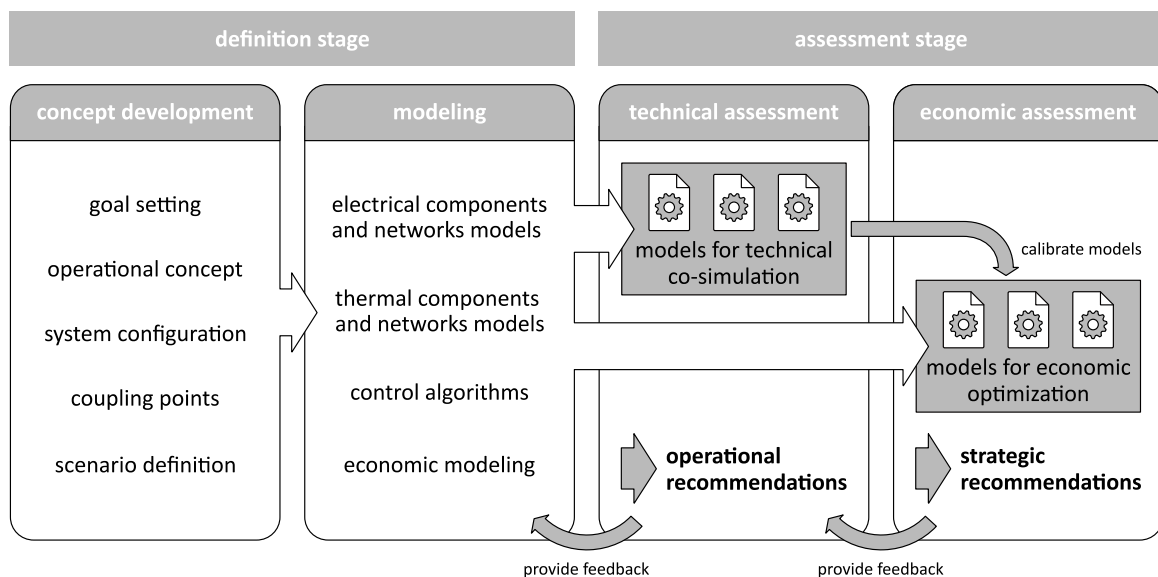 definition stage
assessment stage
concept development
goal setting
operational concept
system configuration
coupling points
scenario definition
modeling
electrical components
and networks models
thermal components
and networks models
control algorithms
economic modeling
technical assessment
models for technical
co-simulation
operational
recommendations
economic assessment
calibrate models
models for economic
optimization
strategic
recommendations
provide feedback
provide feedback